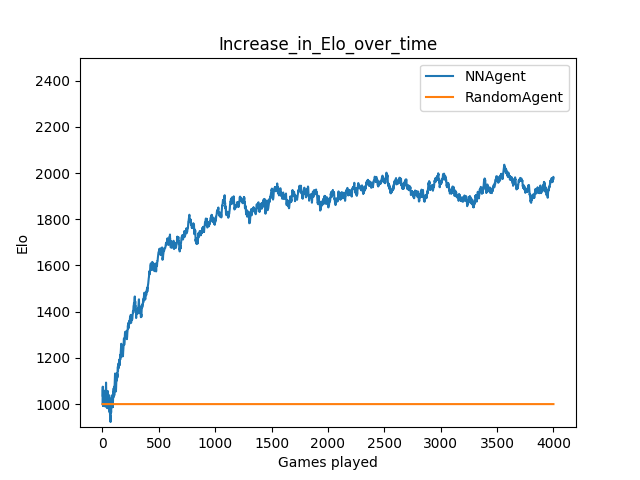 Increase_in_Elo_over_time
NNAgent
RandomAgent
2400
2200
2000
1800
1600
1400
1200
1000
Elo
0 500 1000 1500 2000 2500 3000 3500 4000
Games played